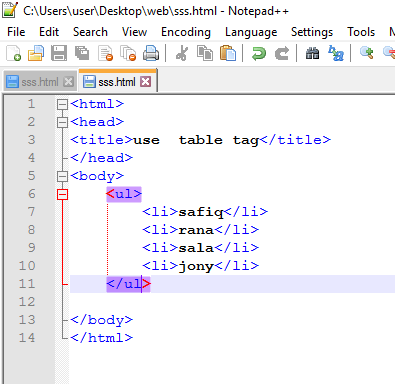 C:\Users\user\Desktop\web\sss.html - Notepad++
File Edit Search View Encoding Language Settings Tools
sss.html sss.html
1 <html>
2 <head>
3 <title>use  table tag</title>
4 </head>
5 <body>
6 <ul>
7 <li>safiq</li>
8 <li>rana</li>
9 <li>sala</li>
10 <li>jony</li>
11 </ul>
12
13 </body>
14 </html>